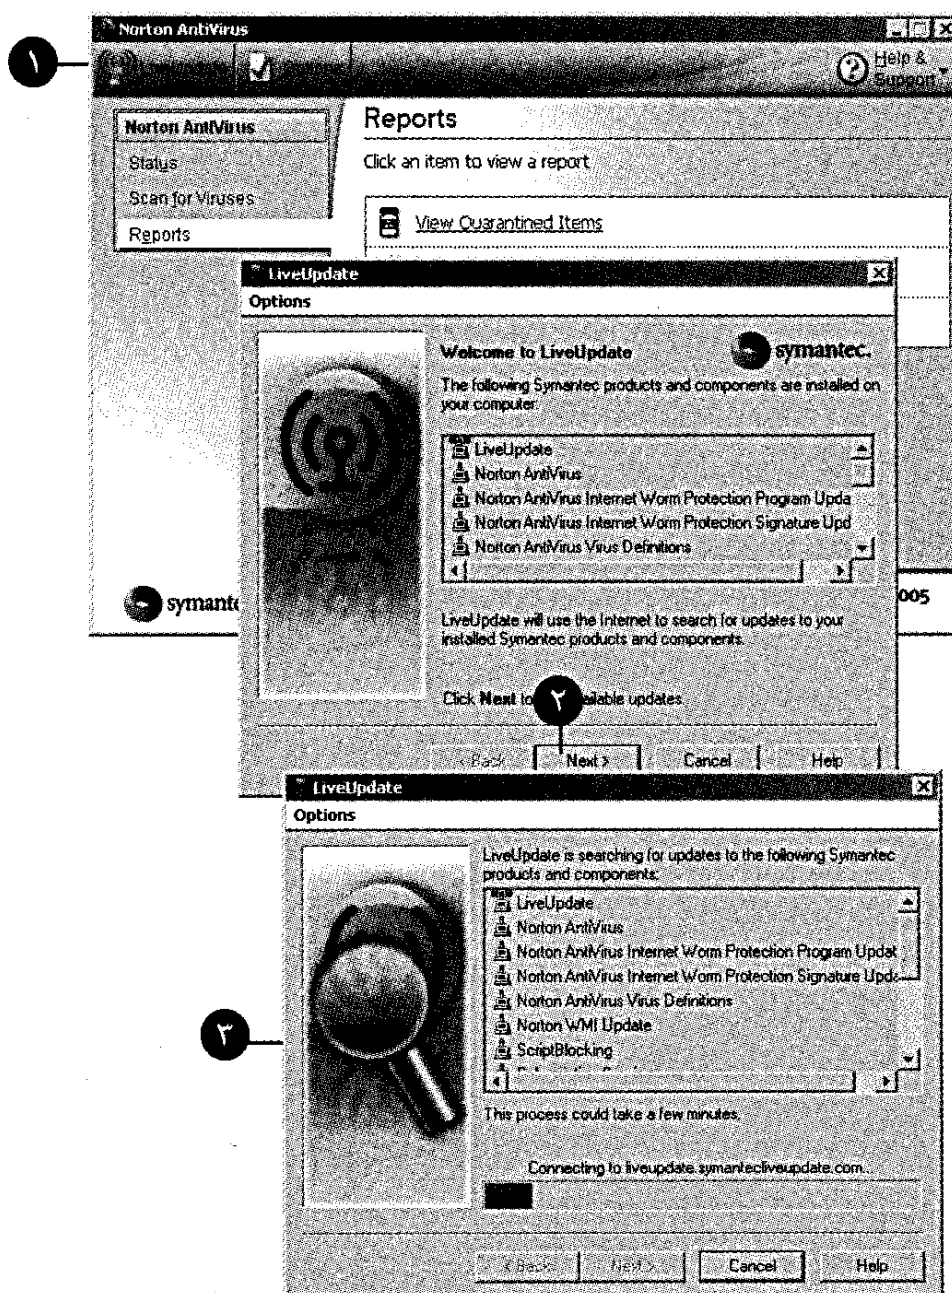 Norton AntiVirus
١
Help &
Support
Norton AntiVirus
Status
Scan for Viruses
Reports
Reports
Click an item to view a report
View Quarantined Items
LiveUpdate
Options
Welcome to LiveUpdate
symantec.
The following Symantec products and components are installed on
your computer:
LiveUpdate
Norton AntiVirus
Norton AntiVirus Internet Worm Protection Program Upda
Norton AntiVirus Internet Worm Protection Signature Upd
Norton AntiVirus Virus Definitions
symante
005
LiveUpdate will use the Internet to search for updates to your
installed Symantec products and components.
Click Next to ailable updates.
٢
< Back Next > Cancel Help
LiveUpdate
Options
LiveUpdate is searching for updates to the following Symantec
products and components:
LiveUpdate
Norton AntiVirus
Norton AntiVirus Internet Worm Protection Program Updat
Norton AntiVirus Internet Worm Protection Signature Upda
Norton AntiVirus Virus Definitions
Norton WMI Update
ScriptBlocking
٣
This process could take a few minutes.
Connecting to liveupdate.symantecliveupdate.com...
< Back Next > Cancel Help